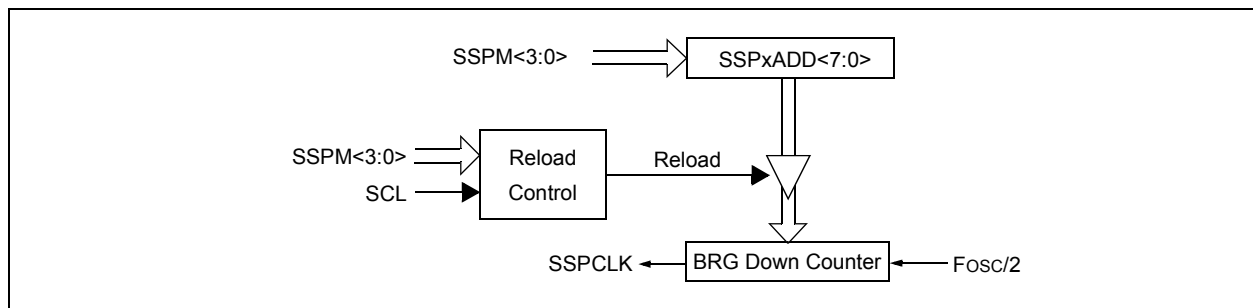 SSPM<3:0>
SSPxADD<7:0>
SSPM<3:0>
SCL
Reload
Control
Reload
SSPCLK
BRG Down Counter
FOSC/2